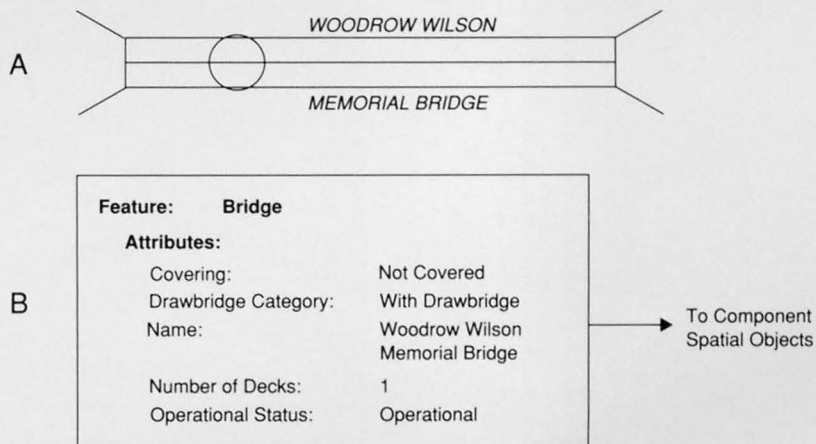 WOODROW WILSON
A
MEMORIAL BRIDGE
Feature: Bridge
Attributes:
Covering: Not Covered
Drawbridge Category: With Drawbridge
Name: Woodrow Wilson
Memorial Bridge
Number of Decks: 1
Operational Status: Operational
B
To Component
Spatial Objects